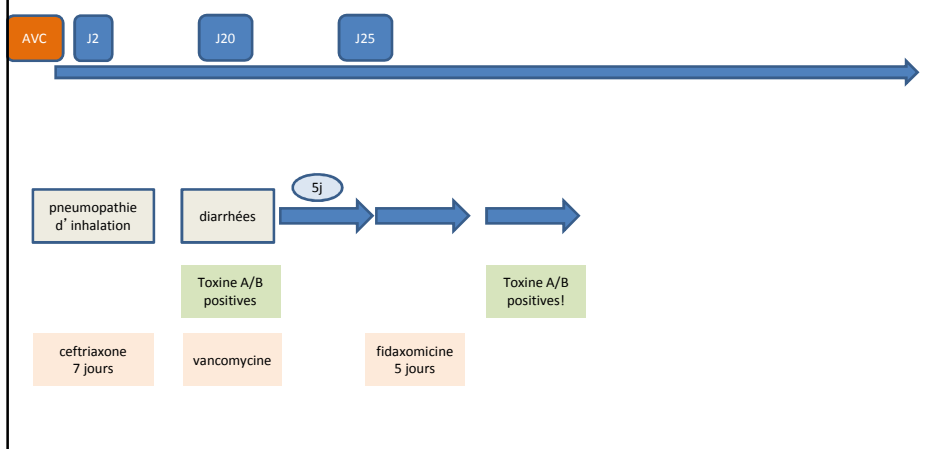 AVC
J2
J20
J25
5j
pneumopathie
d’inhalation
diarrhées
Toxine A/B
positives
Toxine A/B
positives!
ceftriaxone
7 jours
vancomycine
fidaxomicine
5 jours